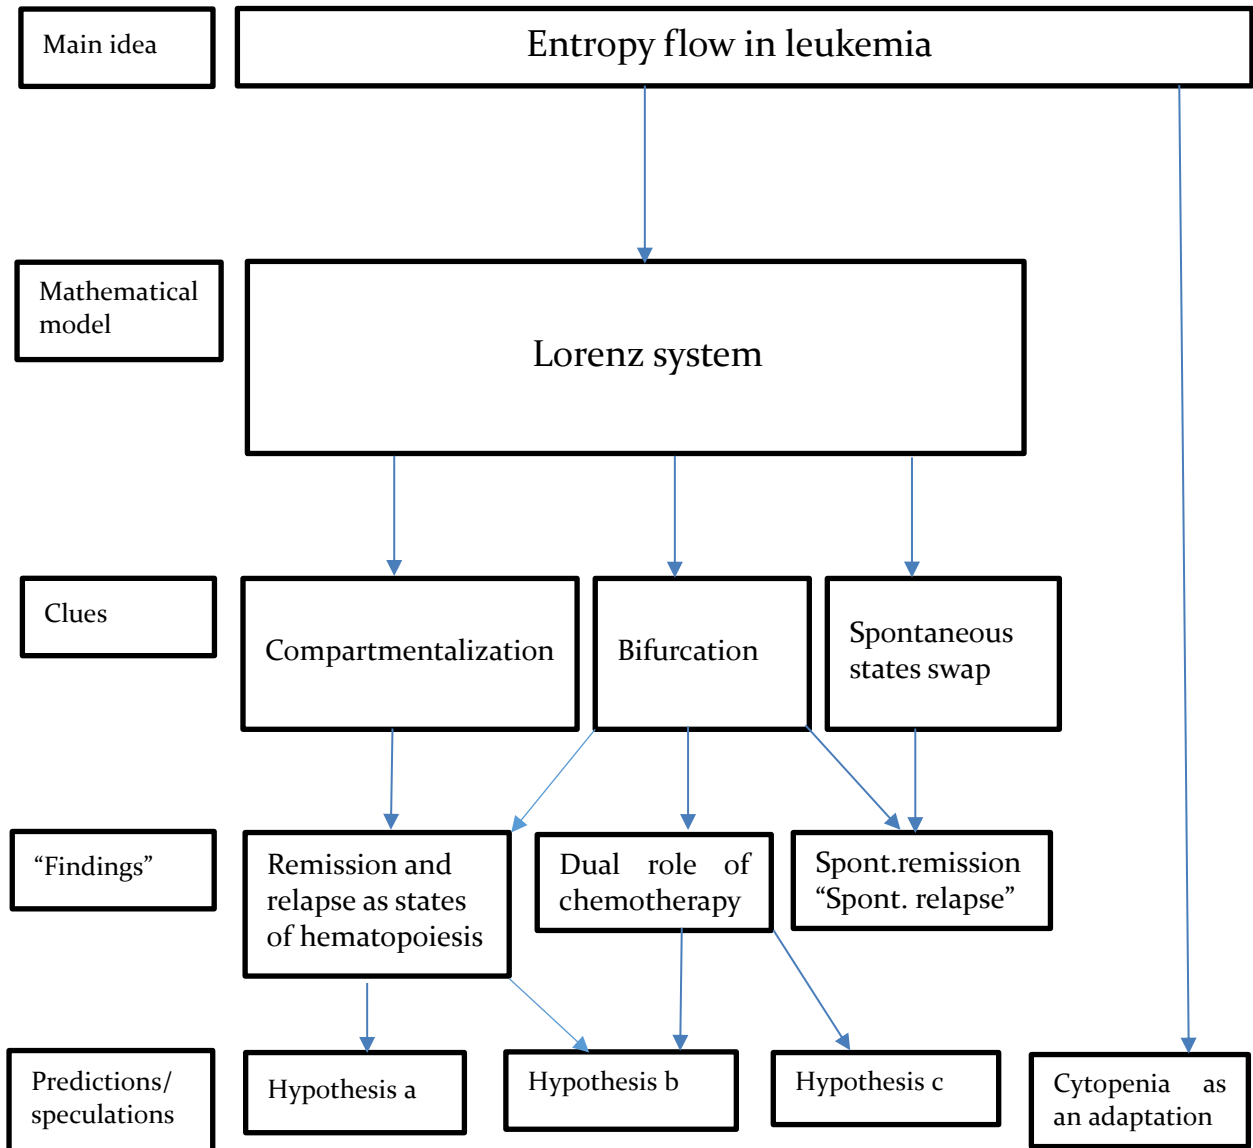 Main idea
Entropy flow in leukemia
Mathematical
model
Lorenz system
Clues
Compartmentalization
Bifurcation
Spontaneous
states swap
“Findings”
Remission and
relapse as states
of hematopoiesis
Dual role of
chemotherapy
Spont.remission
“Spont. relapse”
Predictions/
speculations
Hypothesis a
Hypothesis b
Hypothesis c
Cytopenia as
an adaptation